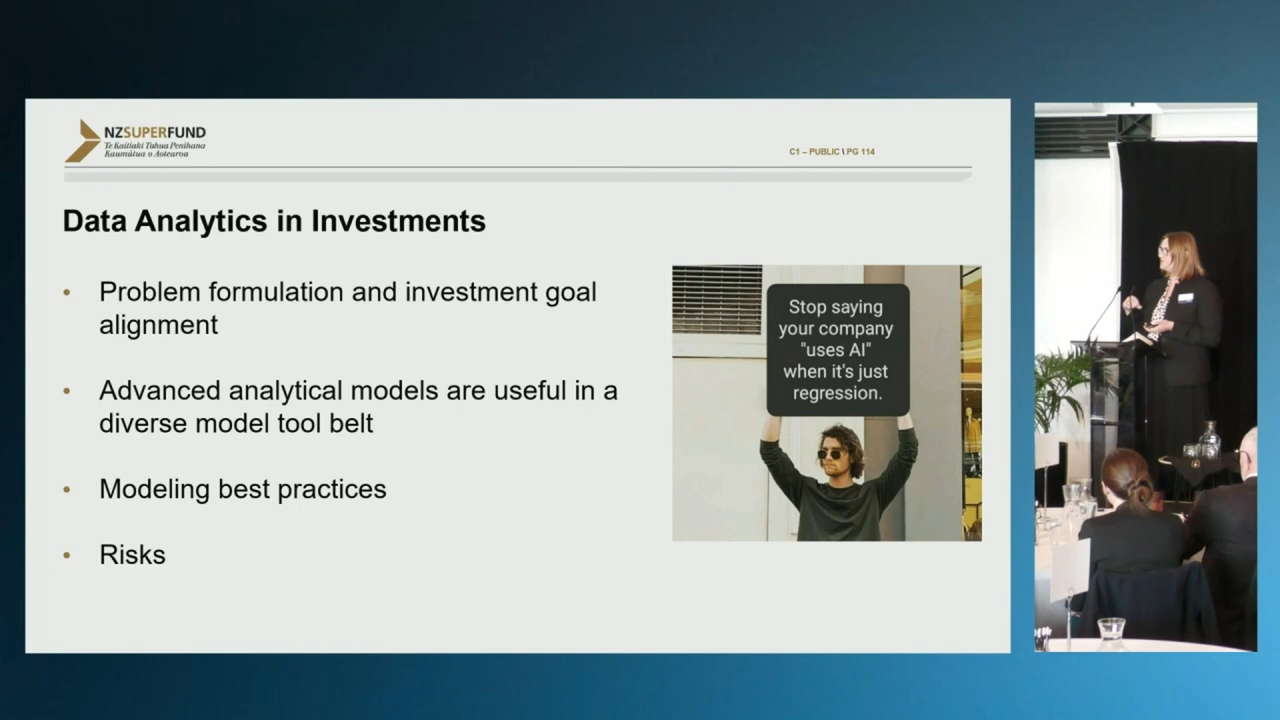 NZSUPERFUND
Te Kaitiaki Tahua Penihana
Kaumātua o Aotearoa
C1 – PUBLIC \ PG 114
Data Analytics in Investments
• Problem formulation and investment goal
alignment
• Advanced analytical models are useful in a
diverse model tool belt
• Modeling best practices
• Risks
Stop saying
your company
"uses AI"
when it's just
regression.